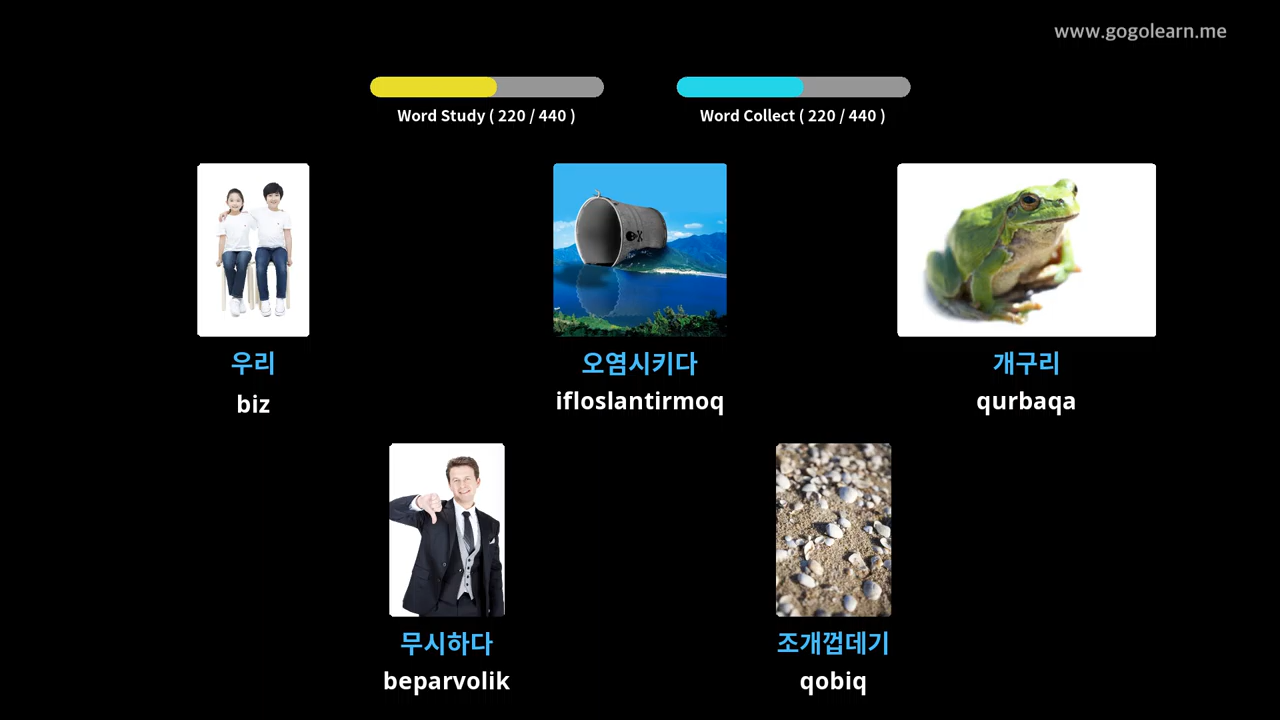 www.gogolearn.me
Word Study ( 220 / 440 )
Word Collect ( 220 / 440 )
우리
biz
오염시키다
ifloslantirmoq
개구리
qurbaqa
무시하다
beparvolik
조개껍데기
qobiq